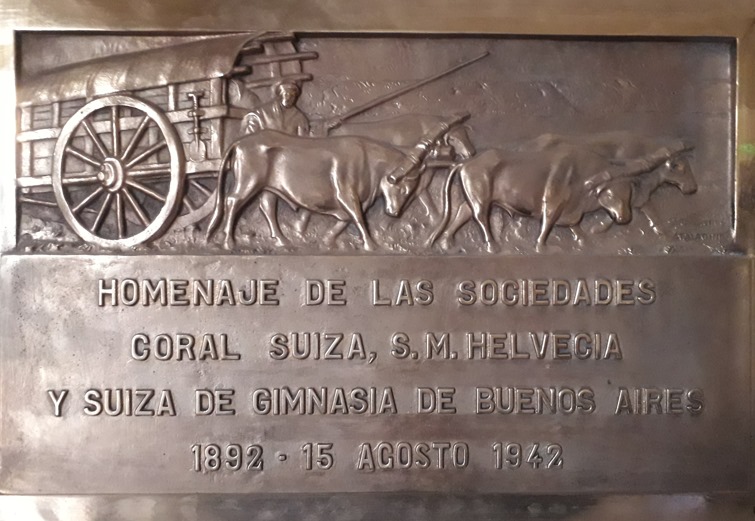 HOMENAJE DE LAS SOCIEDADES
CORAL SUIZA, S.M. HELVECIA
Y SUIZA DE GIMNASIA DE BUENOS AIRES
1892 - 15 AGOSTO 1942